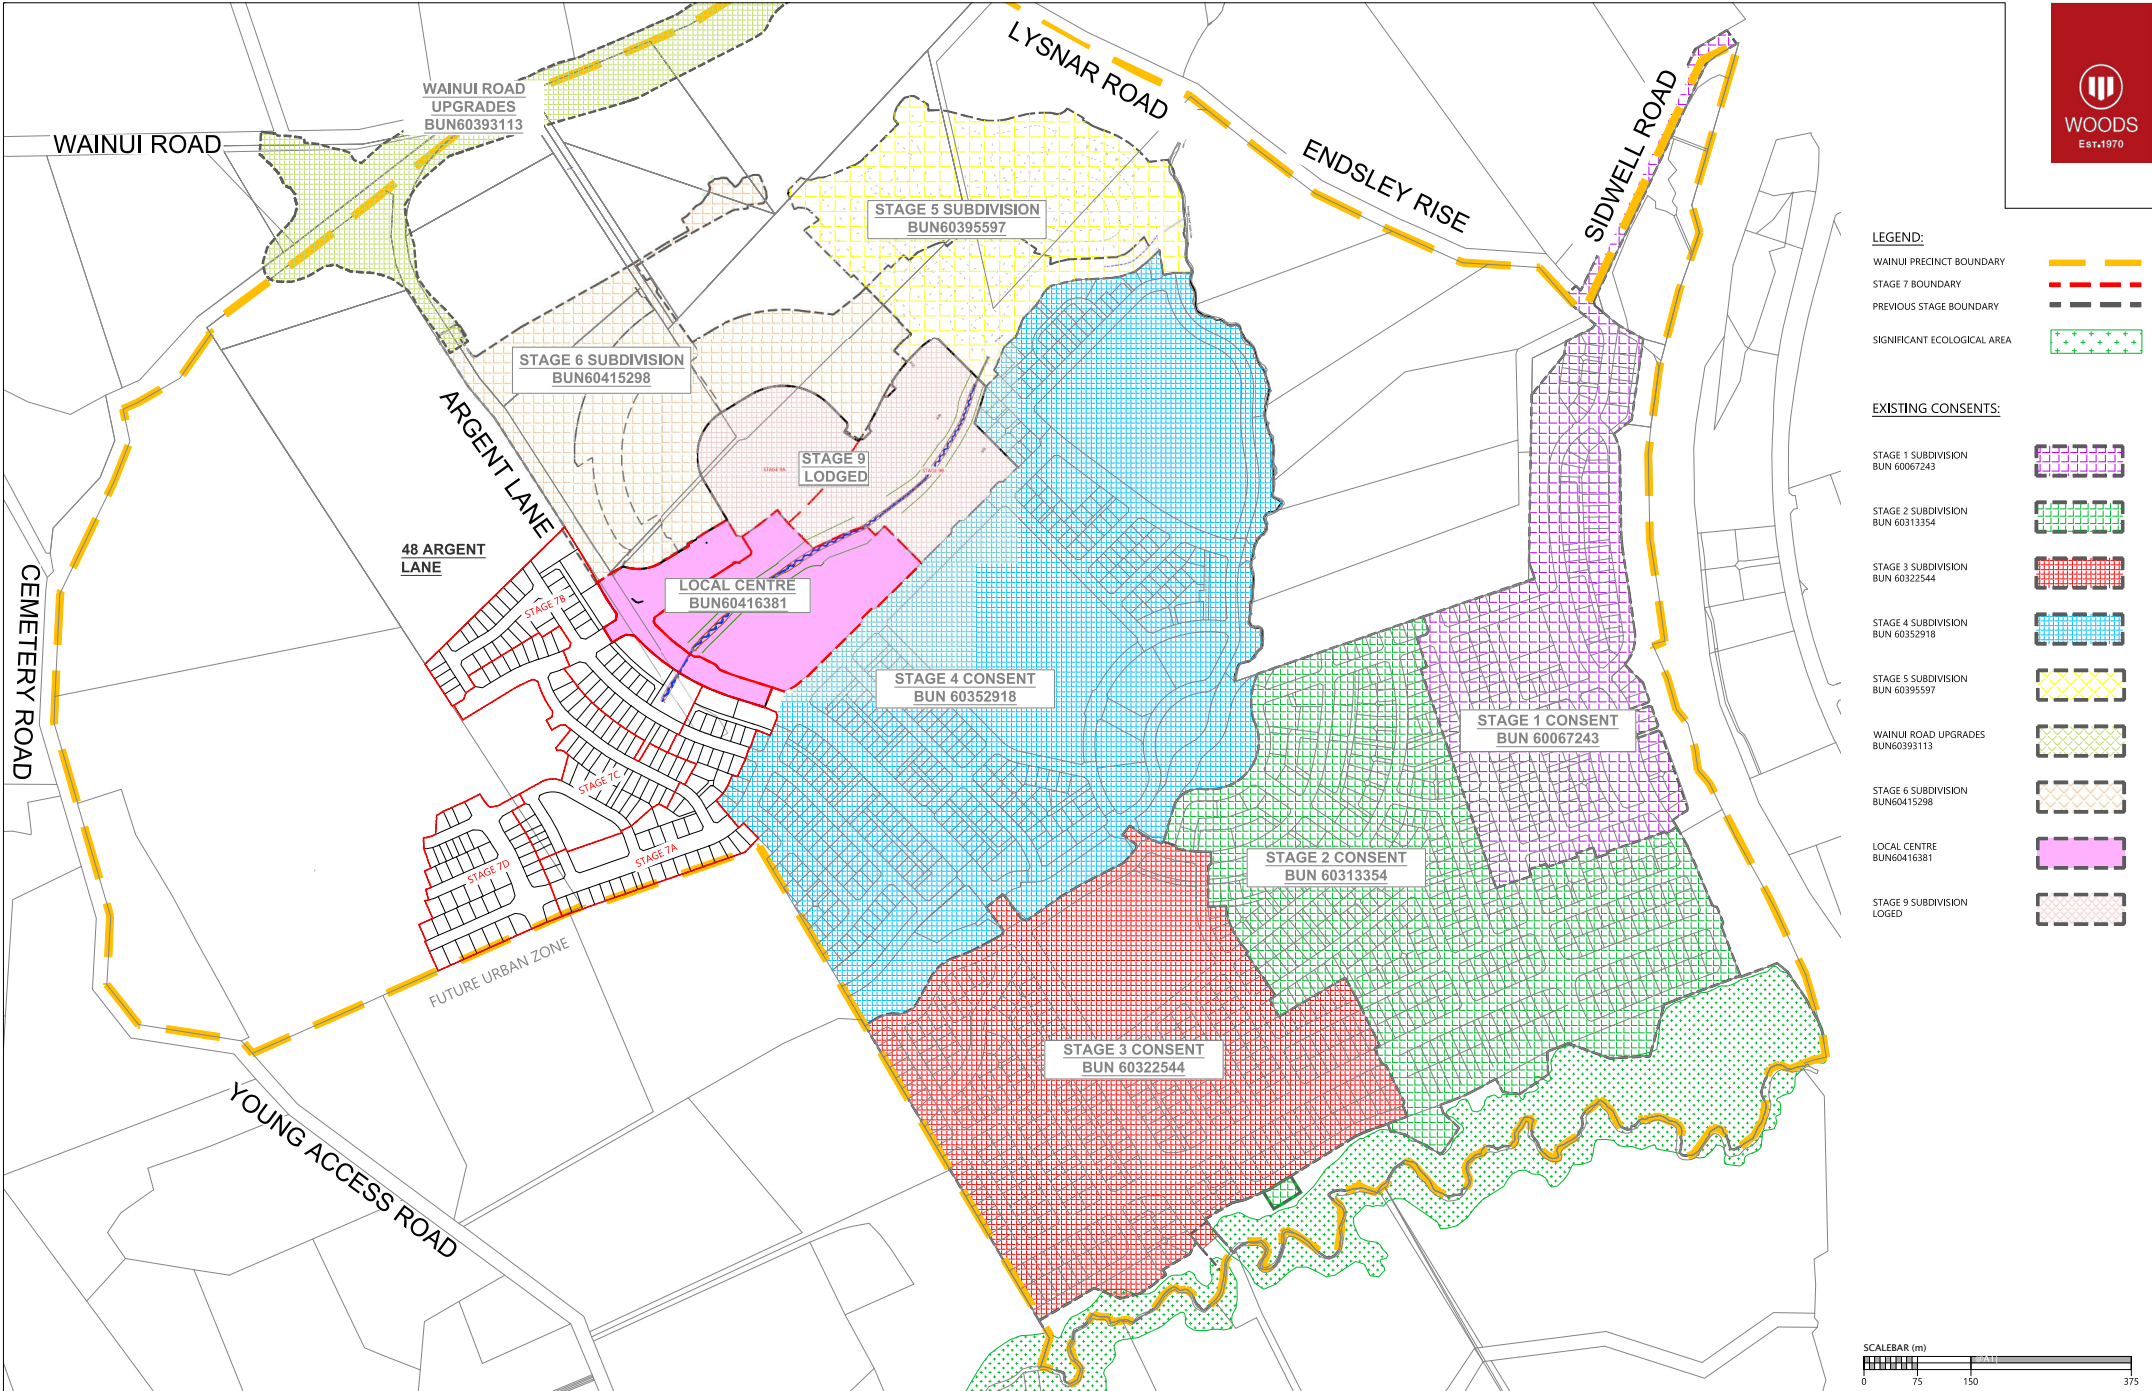 WAINUI ROAD
UPGRADES
BUN60393113
WAINUI ROAD
LYSNAR ROAD
ENDSLEY RISE
SIDWELL ROAD
STAGE 5 SUBDIVISION
BUN60395597
STAGE 6 SUBDIVISION
BUN60415298
ARGENT LANE
STAGE 9
LODGED
STAGE 9A
STAGE 9B
48 ARGENT
LANE
LOCAL CENTRE
BUN60416381
CEMETERY ROAD
STAGE 7B
STAGE 7C
STAGE 7A
STAGE 7D
STAGE 4 CONSENT
BUN 60352918
STAGE 1 CONSENT
BUN 60067243
STAGE 2 CONSENT
BUN 60313354
STAGE 3 CONSENT
BUN 60322544
FUTURE URBAN ZONE
YOUNG ACCESS ROAD
WOODS
EST.1970
LEGEND:
WAINUI PRECINCT BOUNDARY
STAGE 7 BOUNDARY
PREVIOUS STAGE BOUNDARY
SIGNIFICANT ECOLOGICAL AREA
EXISTING CONSENTS:
STAGE 1 SUBDIVISION
BUN 60067243
STAGE 2 SUBDIVISION
BUN 60313354
STAGE 3 SUBDIVISION
BUN 60322544
STAGE 4 SUBDIVISION
BUN 60352918
STAGE 5 SUBDIVISION
BUN 60395597
WAINUI ROAD UPGRADES
BUN60393113
STAGE 6 SUBDIVISION
BUN60415298
LOCAL CENTRE
BUN60416381
STAGE 9 SUBDIVISION
LOGED
SCALEBAR (m)
0 75 150 375